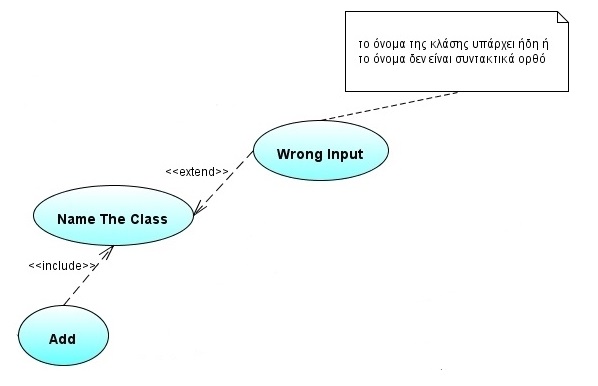 το όνομα της κλάσης υπάρχει ήδη ή
το όνομα δεν είναι συντακτικά ορθό
Wrong Input
<<extend>>
Name The Class
<<include>>
Add